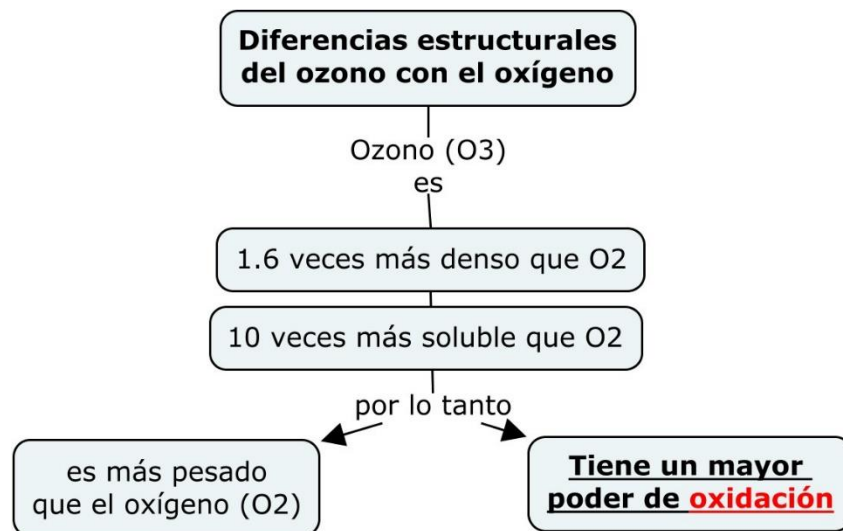 Diferencias estructurales
del ozono con el oxígeno
Ozono (O3)
es
1.6 veces más denso que O2
10 veces más soluble que O2
por lo tanto
es más pesado
que el oxígeno (O2)
Tiene un mayor
poder de oxidación